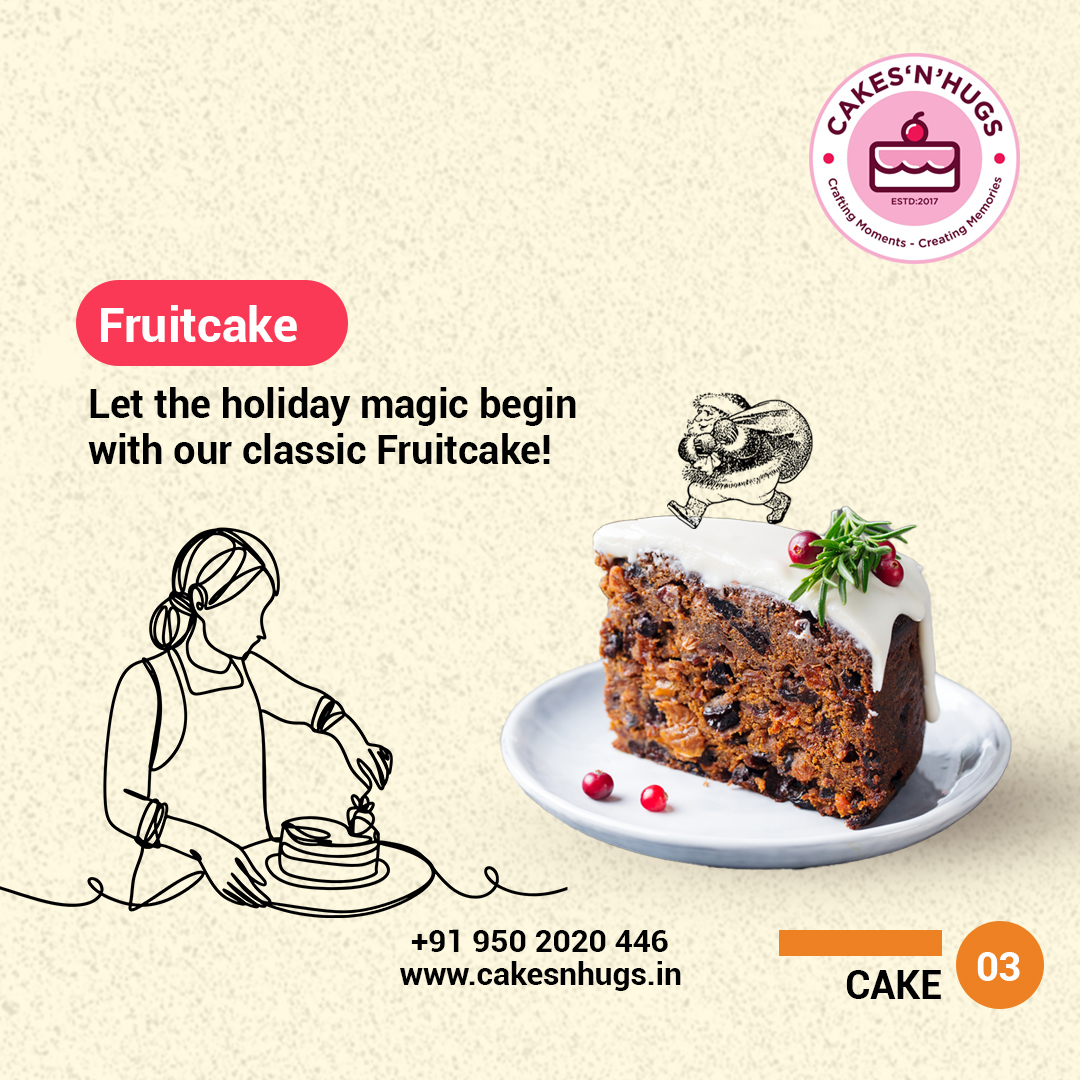 CAKES‘N’HUGS
ESTD:2017
Crafting Moments - Creating Memories
Fruitcake
Let the holiday magic begin
with our classic Fruitcake!
+91 950 2020 446
www.cakesnhugs.in
CAKE
03